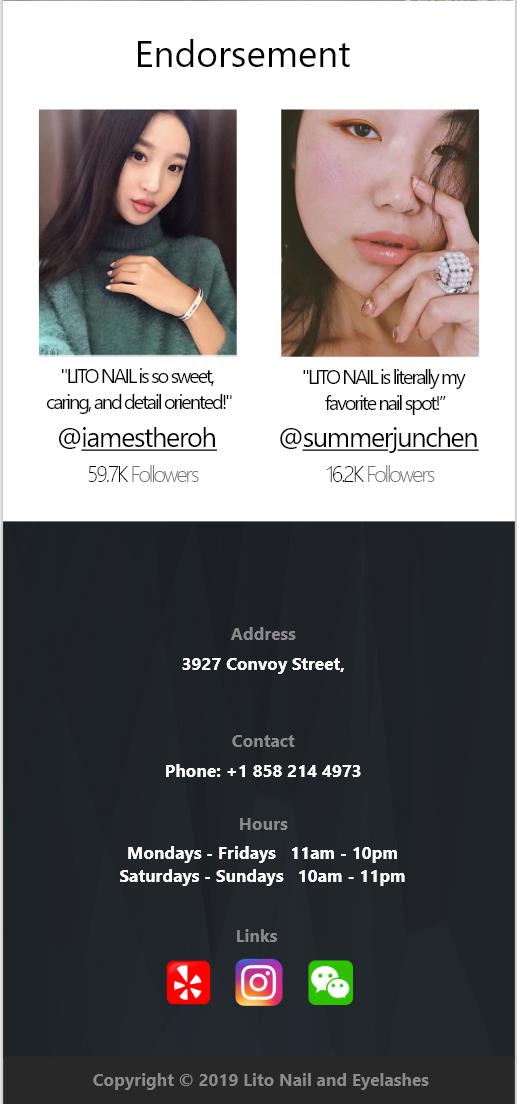 Endorsement
"LITO NAIL is so sweet,
caring, and detail oriented!"
@iamestheroh
59.7K Followers
"LITO NAIL is literally my
favorite nail spot!”
@summerjunchen
16.2K Followers
Address
3927 Convoy Street,
Contact
Phone: +1 858 214 4973
Hours
Mondays - Fridays 11am - 10pm
Saturdays - Sundays 10am - 11pm
Links
Copyright © 2019 Lito Nail and Eyelashes